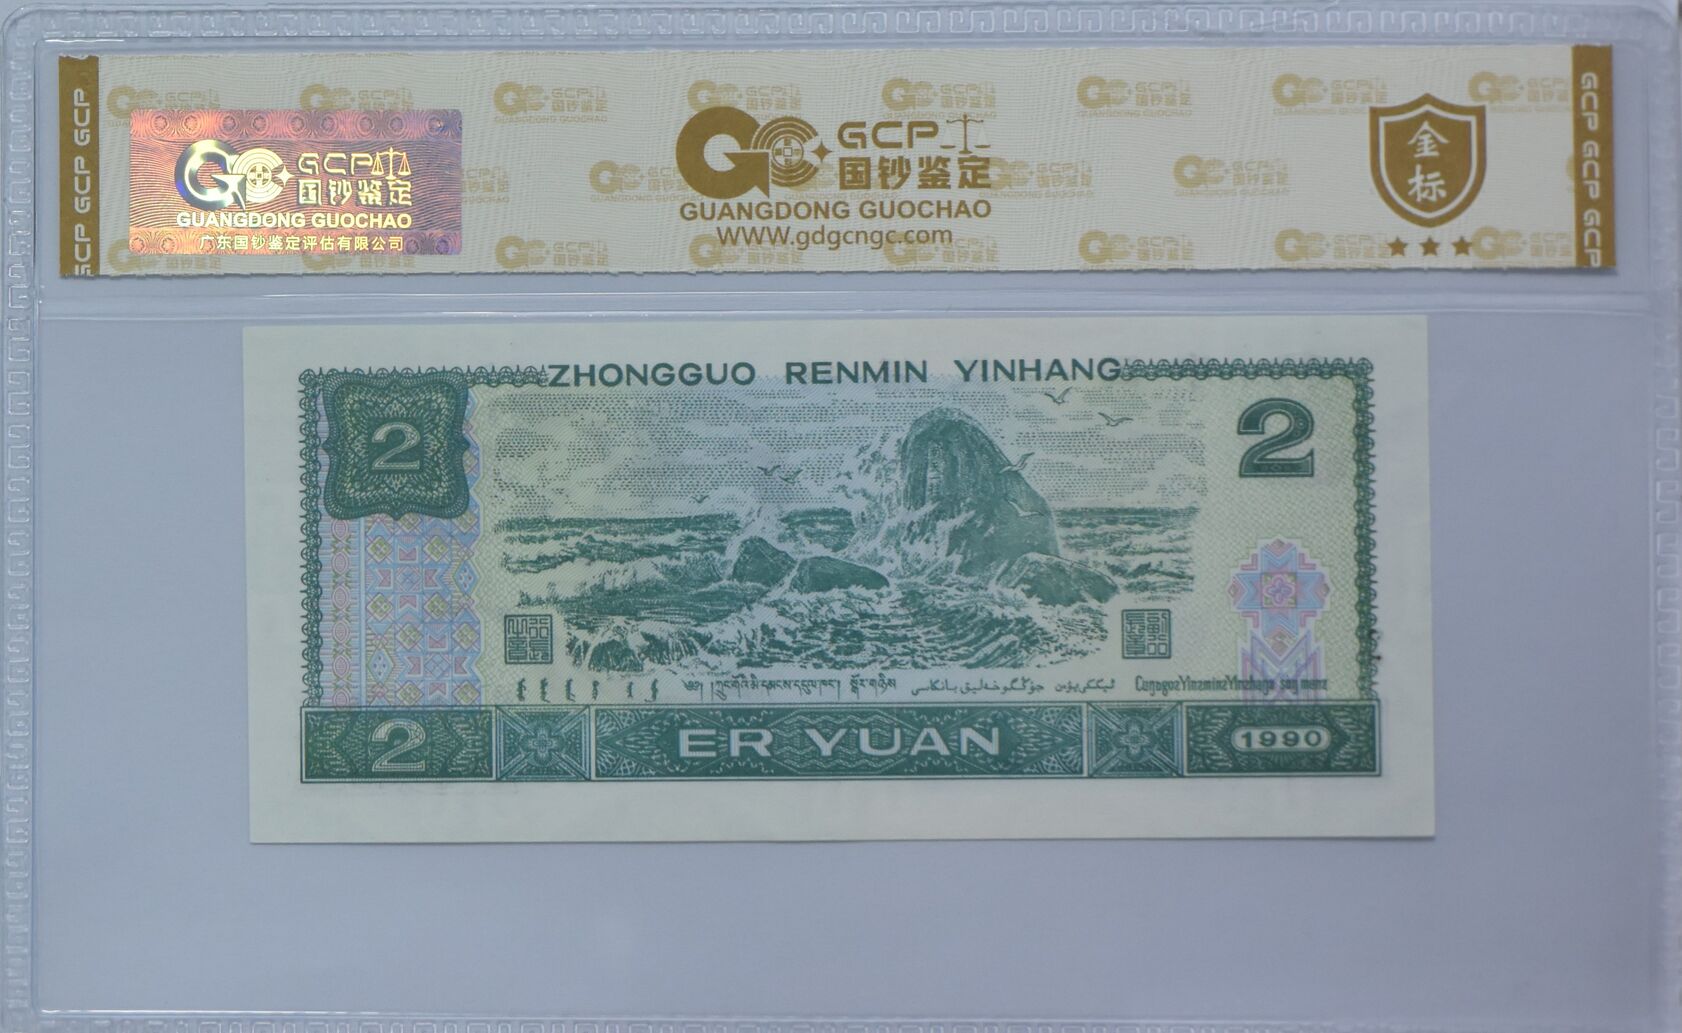 GCP GCP GCP
GCP
国钞鉴定
GUANGDONG GUOCHAO
广东国钞鉴定评估有限公司
GCP
国钞鉴定
GUANGDONG GUOCHAO
www.gdgcngc.com
金标
GCP GCP GCP
ZHONGGUO RENMIN YINHANG
2
2
2
ER YUAN
1990